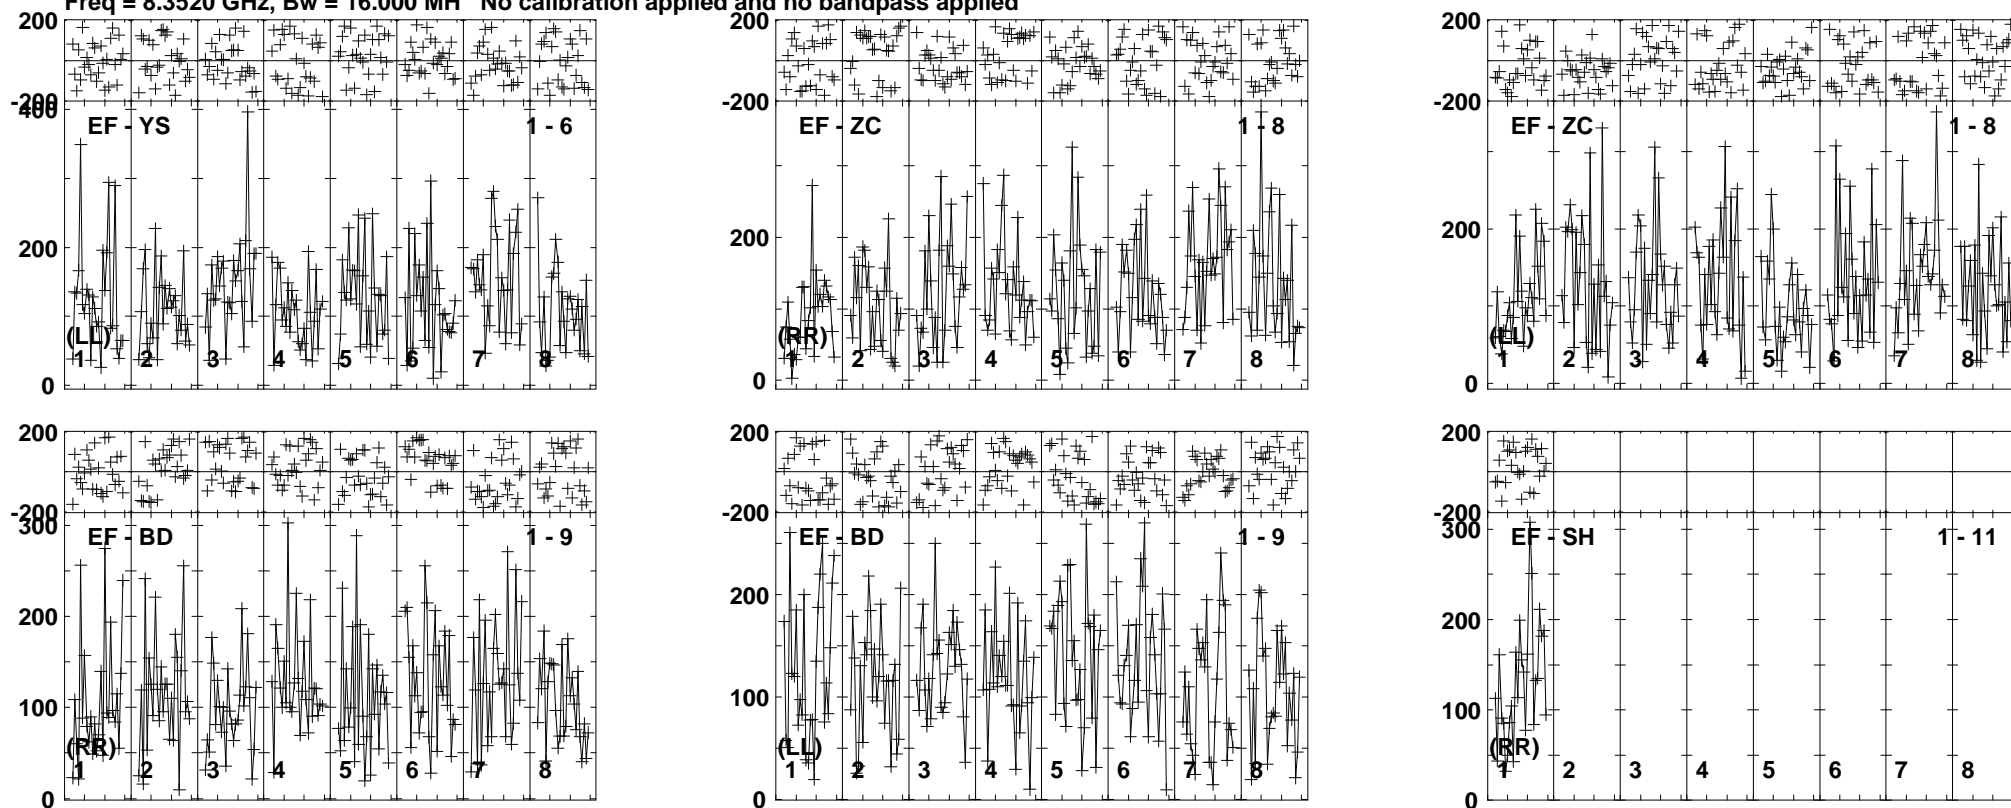 Freq = 8.3520 GHz, Bw = 16.000 MH   No calibration applied and no bandpass applied
200
-200
400
200
0
EF - YS
1 - 6
(LL)
1 2 3 4 5 6 7 8
200
-200
200
0
EF - ZC
1 - 8
(RR)
1 2 3 4 5 6 7 8
200
-200
200
0
EF - ZC
1 - 8
(LL)
1 2 3 4 5 6 7 8
200
-200
300
200
100
0
EF - BD
1 - 9
(RR)
1 2 3 4 5 6 7 8
200
-200
200
100
0
EF - BD
1 - 9
(LL)
1 2 3 4 5 6 7 8
200
-200
300
200
100
0
EF - SH
1 - 11
(RR)
1 2 3 4 5 6 7 8